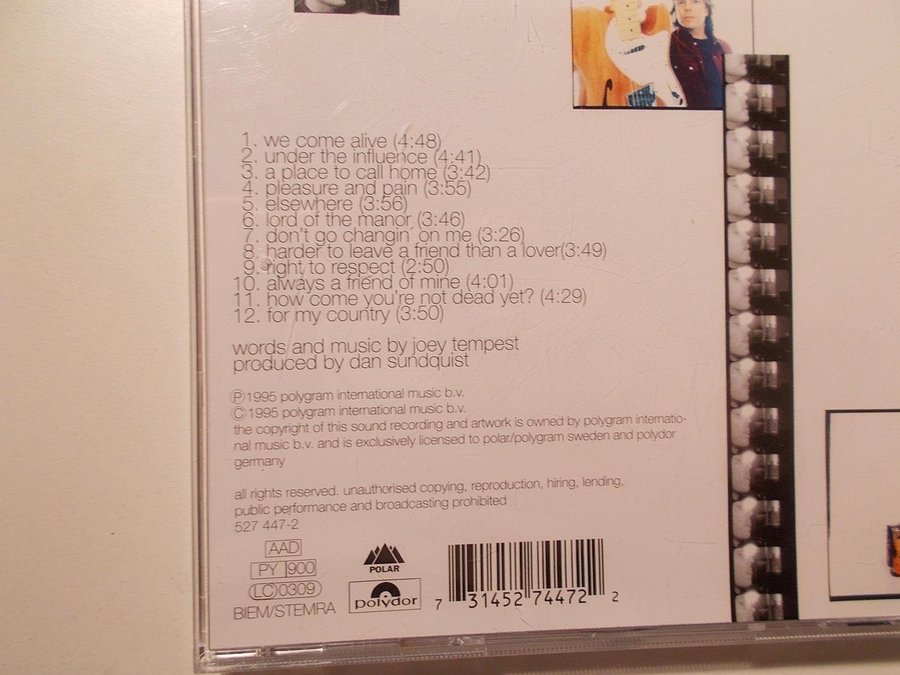 1. we come alive (4:48)
2. under the influence (4:41)
3. a place to call home (3:42)
4. pleasure and pain (3:55)
5. elsewhere (3:56)
6. lord of the manor (3:46)
7. don't go changin' on me (3:26)
8. harder to leave a friend than a lover(3:49)
9. right to respect (2:50)
10. always a friend of mine (4:01)
11. how come you're not dead yet? (4:29)
12. for my country (3:50)
words and music by joey tempest
produced by dan sundquist
Ⓟ1995 polygram international music b.v.
©1995 polygram international music b.v.
the copyright of this sound recording and artwork is owned by polygram internatio-
nal music b.v. and is exclusively licensed to polar/polygram sweden and polydor
germany
all rights reserved. unauthorised copying, reproduction, hiring, lending,
public performance and broadcasting prohibited
527 447-2
AAD
PY 900
LC 0309
BIEM/STEMRA
POLAR
polydor
7 31452 74472 2